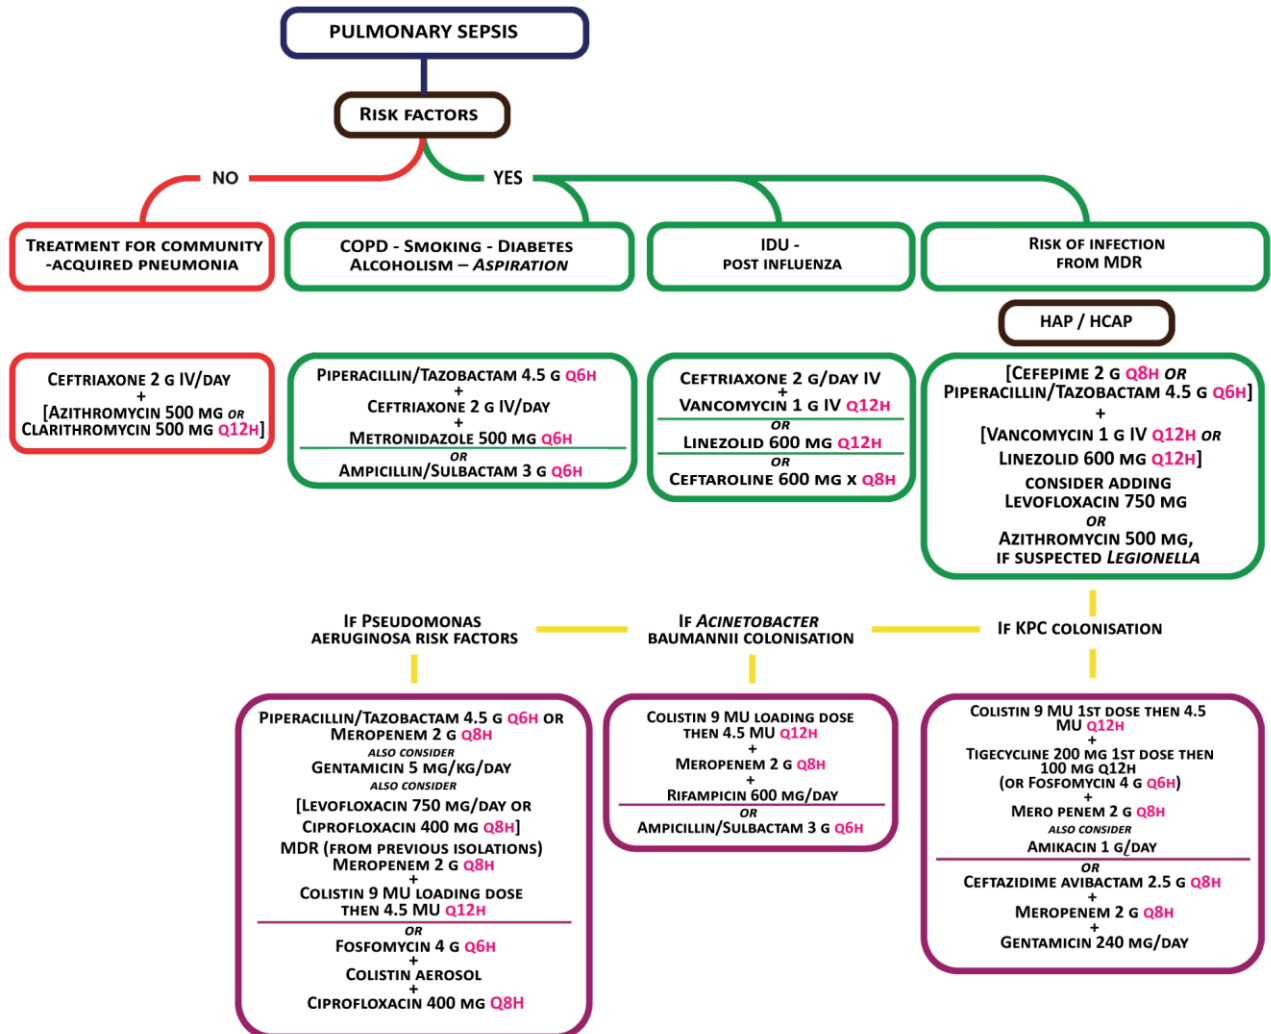 PULMONARY SEPSIS
RISK FACTORS
NO
YES
TREATMENT FOR COMMUNITY
-ACQUIRED PNEUMONIA
COPD - SMOKING - DIABETES
ALCOHOLISM – ASPIRATION
IDU -
POST INFLUENZA
RISK OF INFECTION
FROM MDR
HAP / HCAP
CEFTRIAXONE 2 G IV/DAY
+
[AZITHROMYCIN 500 MG OR
CLARITHROMYCIN 500 MG Q12H]
PIPERACILLIN/TAZOBACTAM 4.5 G Q6H
+
CEFTRIAXONE 2 G IV/DAY
+
METRONIDAZOLE 500 MG Q6H
OR
AMPICILLIN/SULBACTAM 3 G Q6H
CEFTRIAXONE 2 G/DAY IV
+
VANCOMYCIN 1 G IV Q12H
OR
LINEZOLID 600 MG Q12H
OR
CEFTAROLINE 600 MG X Q8H
[CEFEPIME 2 G Q8H OR
PIPERACILLIN/TAZOBACTAM 4.5 G Q6H]
+
[VANCOMYCIN 1 G IV Q12H OR
LINEZOLID 600 MG Q12H]
CONSIDER ADDING
LEVOFLOXACIN 750 MG
OR
AZITHROMYCIN 500 MG,
IF SUSPECTED LEGIONELLA
IF PSEUDOMONAS
AERUGINOSA RISK FACTORS
IF ACINETOBACTER
BAUMANNII COLONISATION
IF KPC COLONISATION
PIPERACILLIN/TAZOBACTAM 4.5 G Q6H OR
MEROPENEM 2 G Q8H
ALSO CONSIDER
GENTAMICIN 5 MG/KG/DAY
ALSO CONSIDER
[LEVOFLOXACIN 750 MG/DAY OR
CIPROFLOXACIN 400 MG Q8H]
MDR (FROM PREVIOUS ISOLATIONS)
MEROPENEM 2 G Q8H
+
COLISTIN 9 MU LOADING DOSE
THEN 4.5 MU Q12H
OR
FOSFOMYCIN 4 G Q6H
+
COLISTIN AEROSOL
+
CIPROFLOXACIN 400 MG Q8H
COLISTIN 9 MU LOADING DOSE
THEN 4.5 MU Q12H
+
MEROPENEM 2 G Q8H
+
RIFAMPICIN 600 MG/DAY
OR
AMPICILLIN/SULBACTAM 3 G Q6H
COLISTIN 9 MU 1ST DOSE THEN 4.5
MU Q12H
+
TIGECYCLINE 200 MG 1ST DOSE THEN
100 MG Q12H
(OR FOSFOMYCIN 4 G Q6H)
+
MERO PENEM 2 G Q8H
ALSO CONSIDER
AMIKACIN 1 G/DAY
OR
CEFTAZIDIME AVIBACTAM 2.5 G Q8H
+
MEROPENEM 2 G Q8H
+
GENTAMICIN 240 MG/DAY